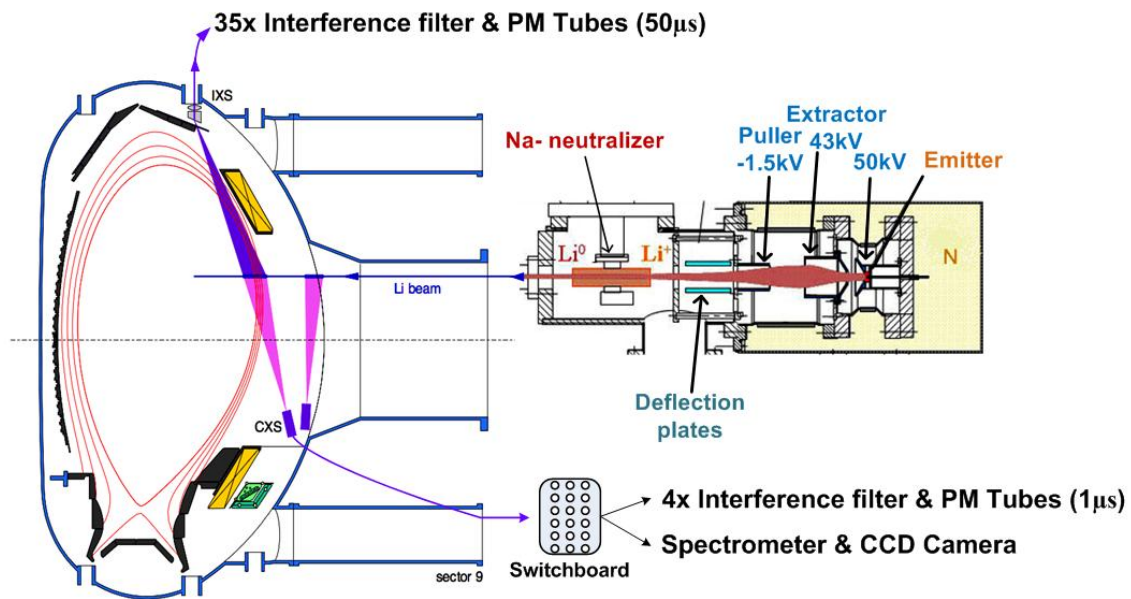 35x Interference filter & PM Tubes (50μs)
IXS
Extractor
43kV
Puller
-1.5kV
50kV
Emitter
Na- neutralizer
Li⁰
Li⁺
N
Li beam
Deflection
plates
CXS
4x Interference filter & PM Tubes (1μs)
Spectrometer & CCD Camera
Switchboard
sector 9